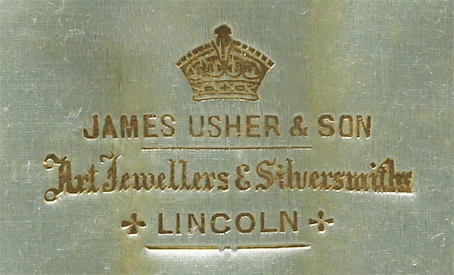 JAMES USHER & SON
Art Jewellers & Silversmiths
LINCOLN